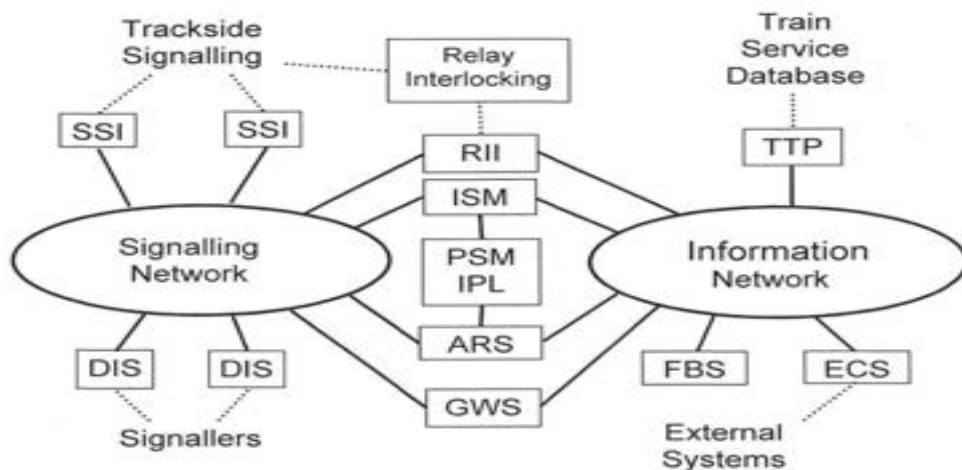 Trackside
Signalling
Relay
Interlocking
Train
Service
Database
SSI
SSI
RII
TTP
ISM
Signalling
Network
PSM
IPL
Information
Network
ARS
DIS
DIS
FBS
ECS
GWS
Signallers
External
Systems